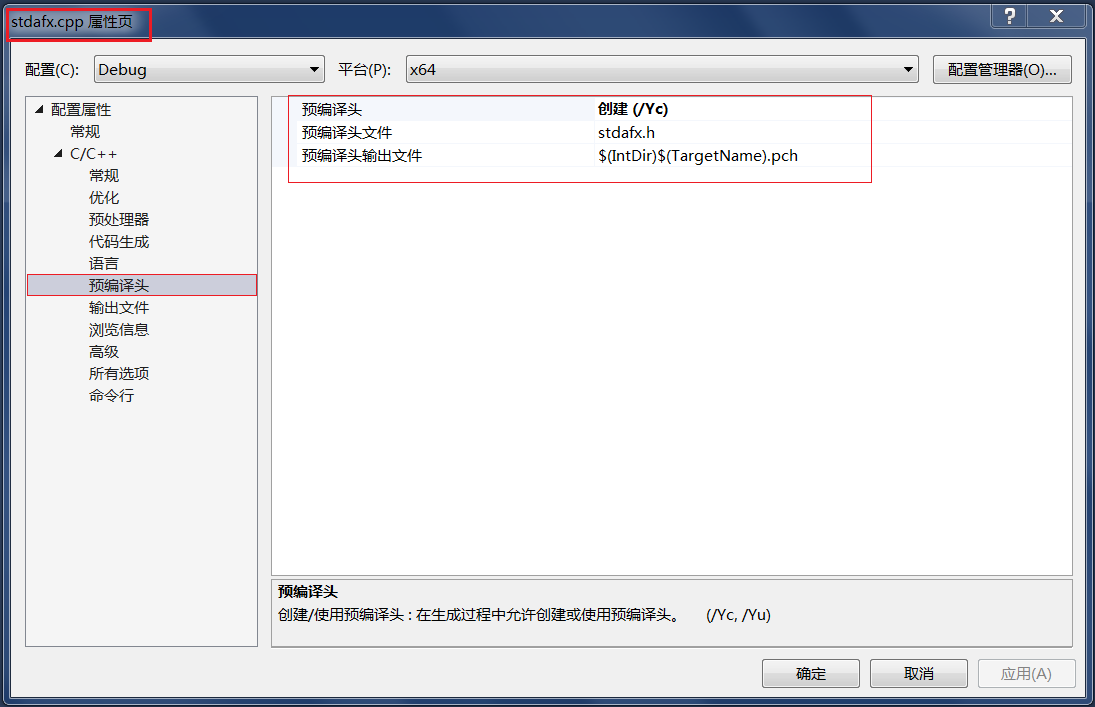 stdafx.cpp 属性页
配置(C): Debug 平台(P): x64 配置管理器(O)...
配置属性
常规
C/C++
常规
优化
预处理器
代码生成
语言
预编译头
输出文件
浏览信息
高级
所有选项
命令行
预编译头 创建 (/Yc)
预编译头文件 stdafx.h
预编译头输出文件 $(IntDir)$(TargetName).pch
预编译头
创建/使用预编译头 : 在生成过程中允许创建或使用预编译头。 (/Yc, /Yu)
确定 取消 应用(A)